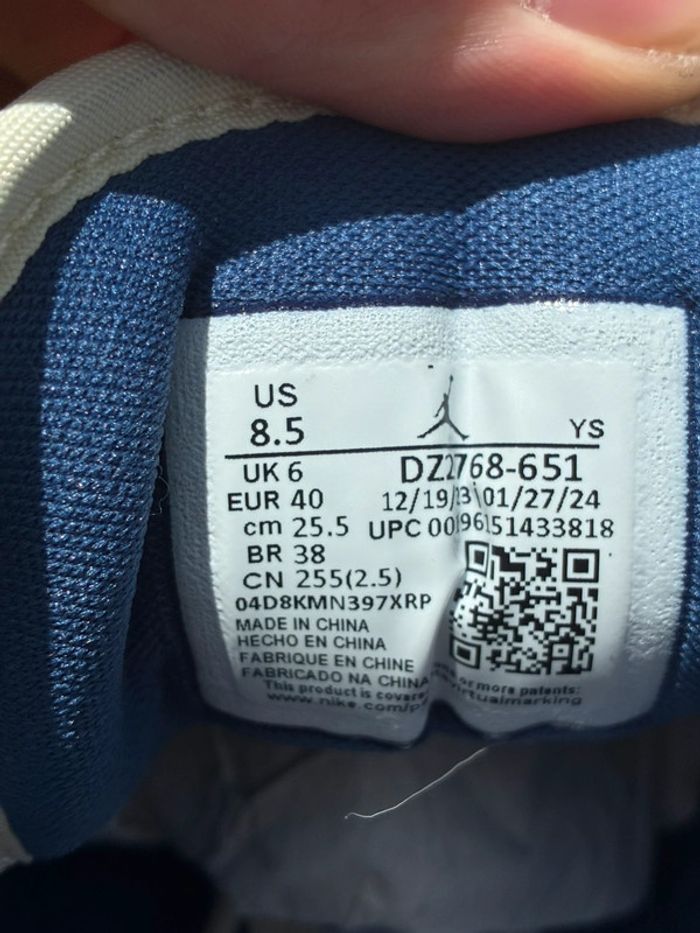 US
8.5 YS
UK 6 DZ2768-651
EUR 40 12/19/23 01/27/24
cm 25.5 UPC 00196151433818
BR 38
CN 255(2.5)
04D8KMN397XRP
MADE IN CHINA
HECHO EN CHINA
FABRIQUE EN CHINE
FABRICADO NA CHINA
This product is covered or more patents:
www.nike.com/p virtualmarking